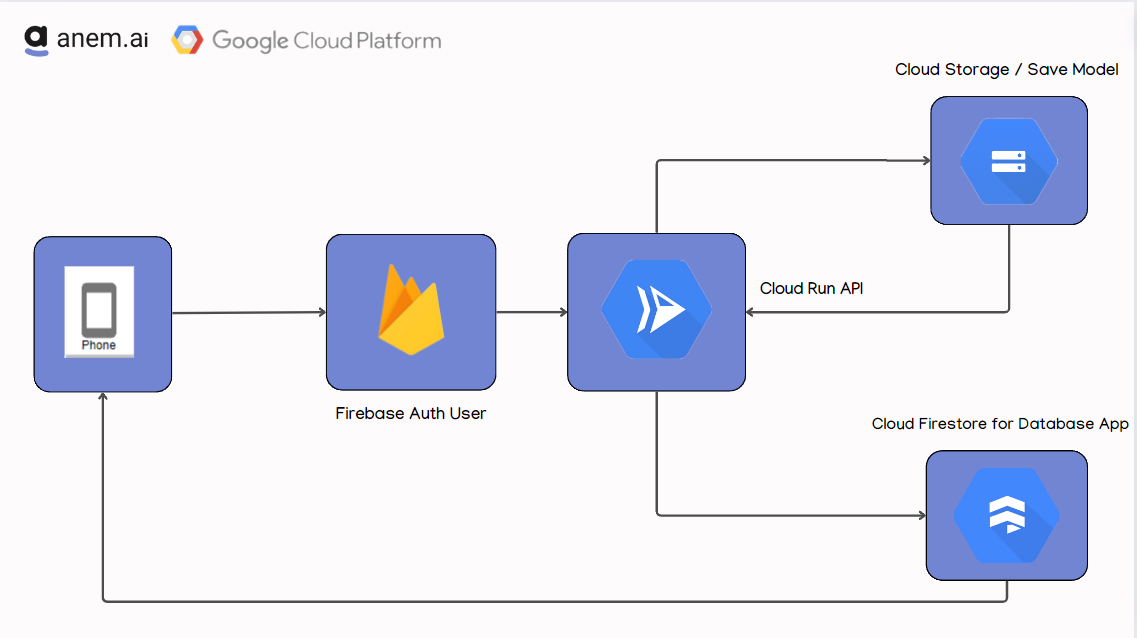 anem.ai
Google Cloud Platform
Cloud Storage / Save Model
Phone
Cloud Run API
Firebase Auth User
Cloud Firestore for Database App